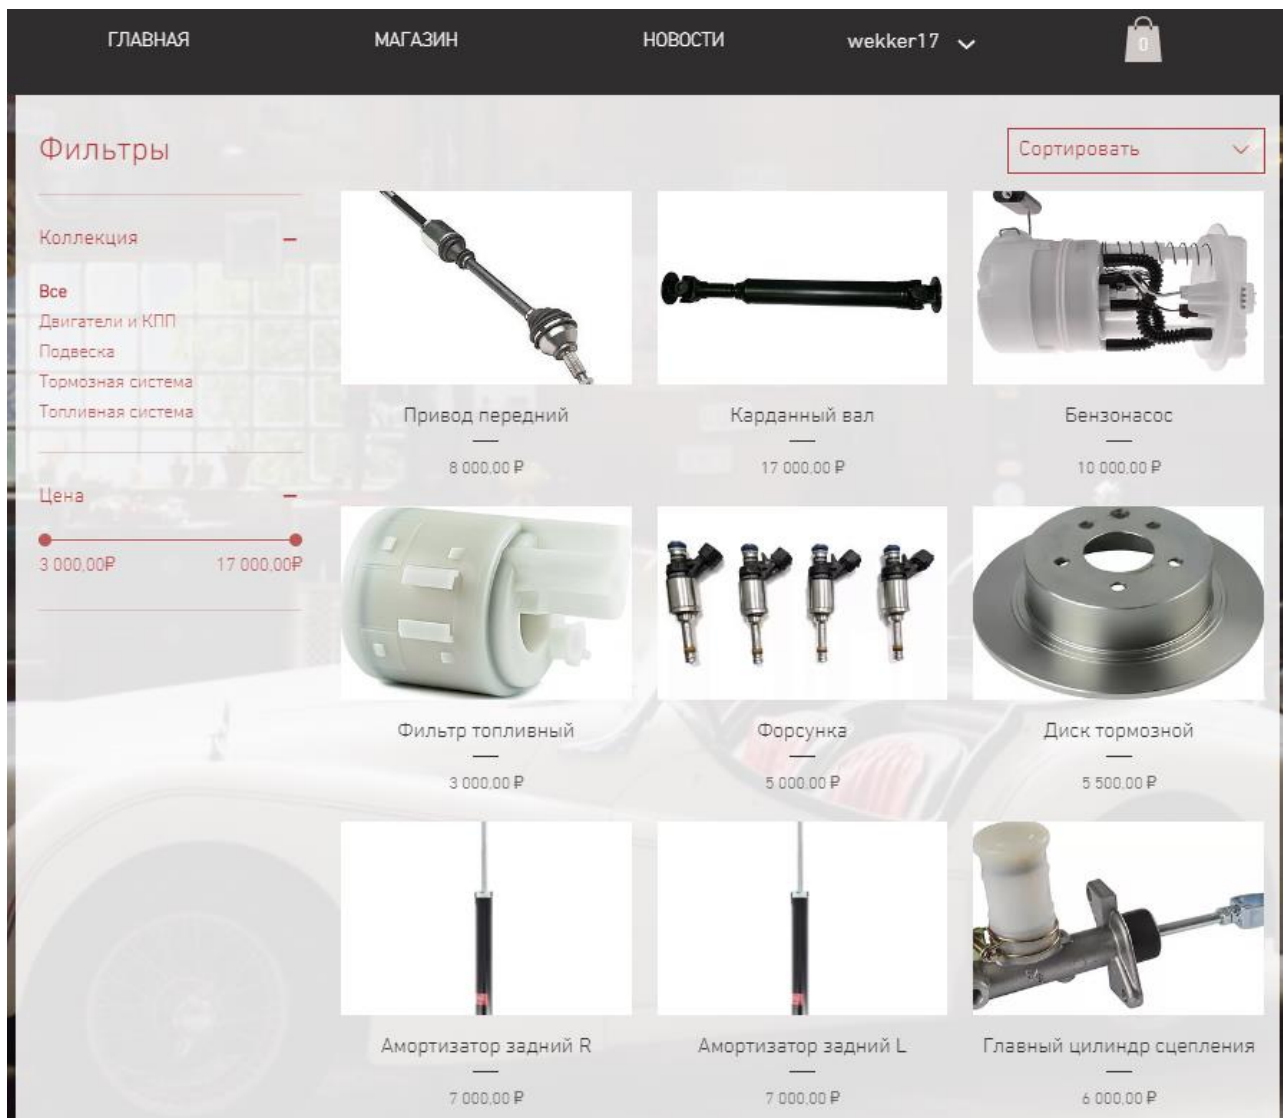 ГЛАВНАЯ МАГАЗИН НОВОСТИ wekker17 0
Фильтры
Сортировать
Коллекция
Все
Двигатели и КПП
Подвеска
Тормозная система
Топливная система
Цена
3 000,00₽ 17 000,00₽
Привод передний Карданный вал Бензонасос
8 000,00 ₽ 17 000,00 ₽ 10 000,00 ₽
Фильтр топливный Форсунка Диск тормозной
3 000,00 ₽ 5 000,00 ₽ 5 500,00 ₽
Амортизатор задний R Амортизатор задний L Главный цилиндр сцепления
7 000,00 ₽ 7 000,00 ₽ 6 000,00 ₽